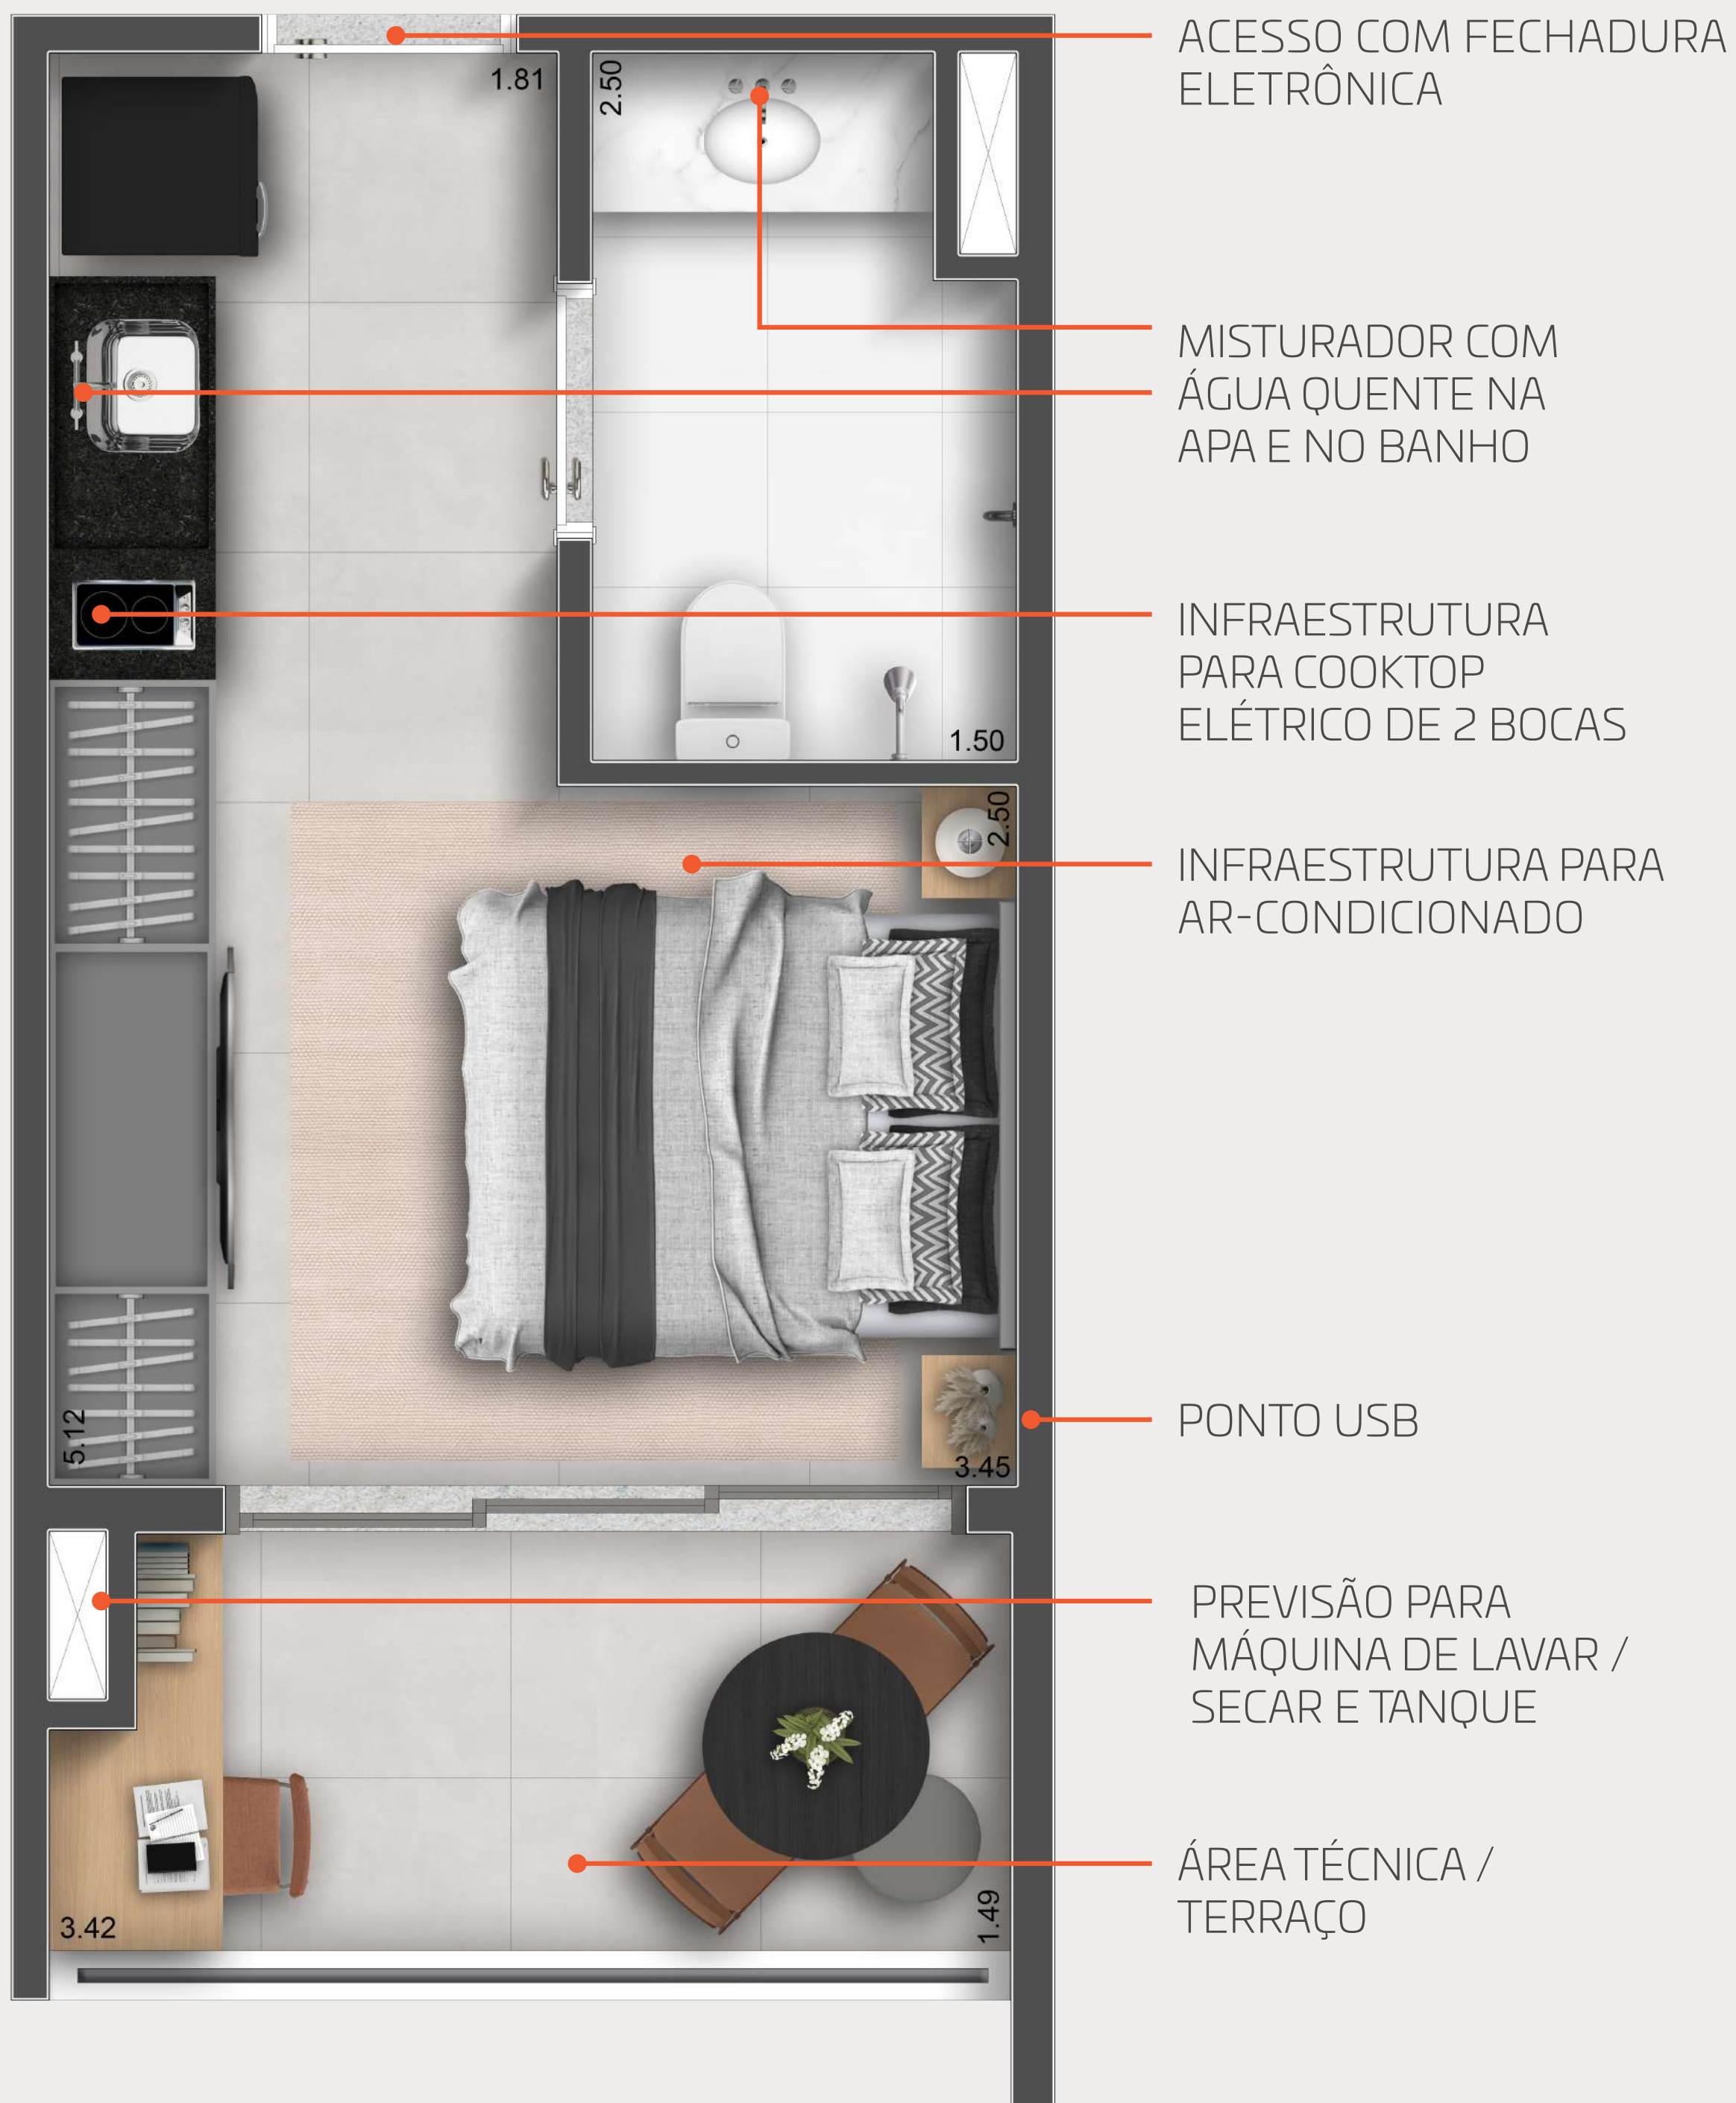 ACESSO COM FECHADURA
ELETRÔNICA
1.81
2.50
MISTURADOR COM
ÁGUA QUENTE NA
APA E NO BANHO
INFRAESTRUTURA
PARA COOKTOP
ELÉTRICO DE 2 BOCAS
1.50
2.50
INFRAESTRUTURA PARA
AR-CONDICIONADO
PONTO USB
5.12
3.45
PREVISÃO PARA
MÁQUINA DE LAVAR /
SECAR E TANQUE
ÁREA TÉCNICA /
TERRAÇO
3.42
1.49